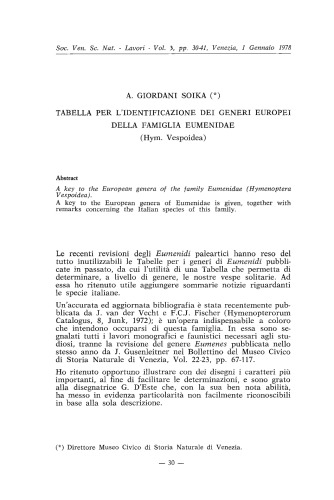 Soc. Ven. Sc. Nat. - Lavori - Vol. 3, pp. 30-41, Venezia, 1 Gennaio 1978
A. GIORDANI SOIKA (*)
TABELLA PER L'IDENTIFICAZIONE DEI GENERI EUROPEI
DELLA FAMIGLIA EUMENIDAE
(Hym. Vespoidea)
Abstract
A key to the European genera of the family Eumenidae (Hymenoptera
Vespoidea).
A key to the European genera of Eumenidae is given, together with
remarks concerning the Italian species of this family.
Le recenti revisioni degli Eumenidi paleartici hanno reso del
tutto inutilizzabili le Tabelle per i generi di Eumenidi pubbli-
cate in passato, da cui l'utilità di una Tabella che permetta di
determinare, a livello di genere, le nostre vespe solitarie. Ad
essa ho ritenuto utile aggiungere sommarie notizie riguardanti
le specie italiane.
Un'accurata ed aggiornata bibliografia è stata recentemente pub-
blicata da J. van der Vecht e F.C.J. Fischer (Hymenopterorum
Catalogus, 8, Junk, 1972); è un'opera indispensabile a coloro
che intendono occuparsi di questa famiglia. In essa sono se-
gnalati tutti i lavori monografici e faunistici necessari agli stu-
diosi, tranne la revisione del genere Eumenes pubblicata nello
stesso anno da J. Gusenleitner nei Bollettino del Museo Civico
di Storia Naturale di Venezia, Vol. 22-23, pp. 67-117.
Ho ritenuto opportuno illustrare con dei disegni i caratteri più
importanti, al fine di facilitare le determinazioni, e sono grato
alla disegnatrice G. D'Este che, con la sua ben nota abilità,
ha messo in evidenza particolarità non facilmente riconoscibili
in base alla sola descrizione.
(*) Direttore Museo Civico di Storia Naturale di Venezia.
— 30 —